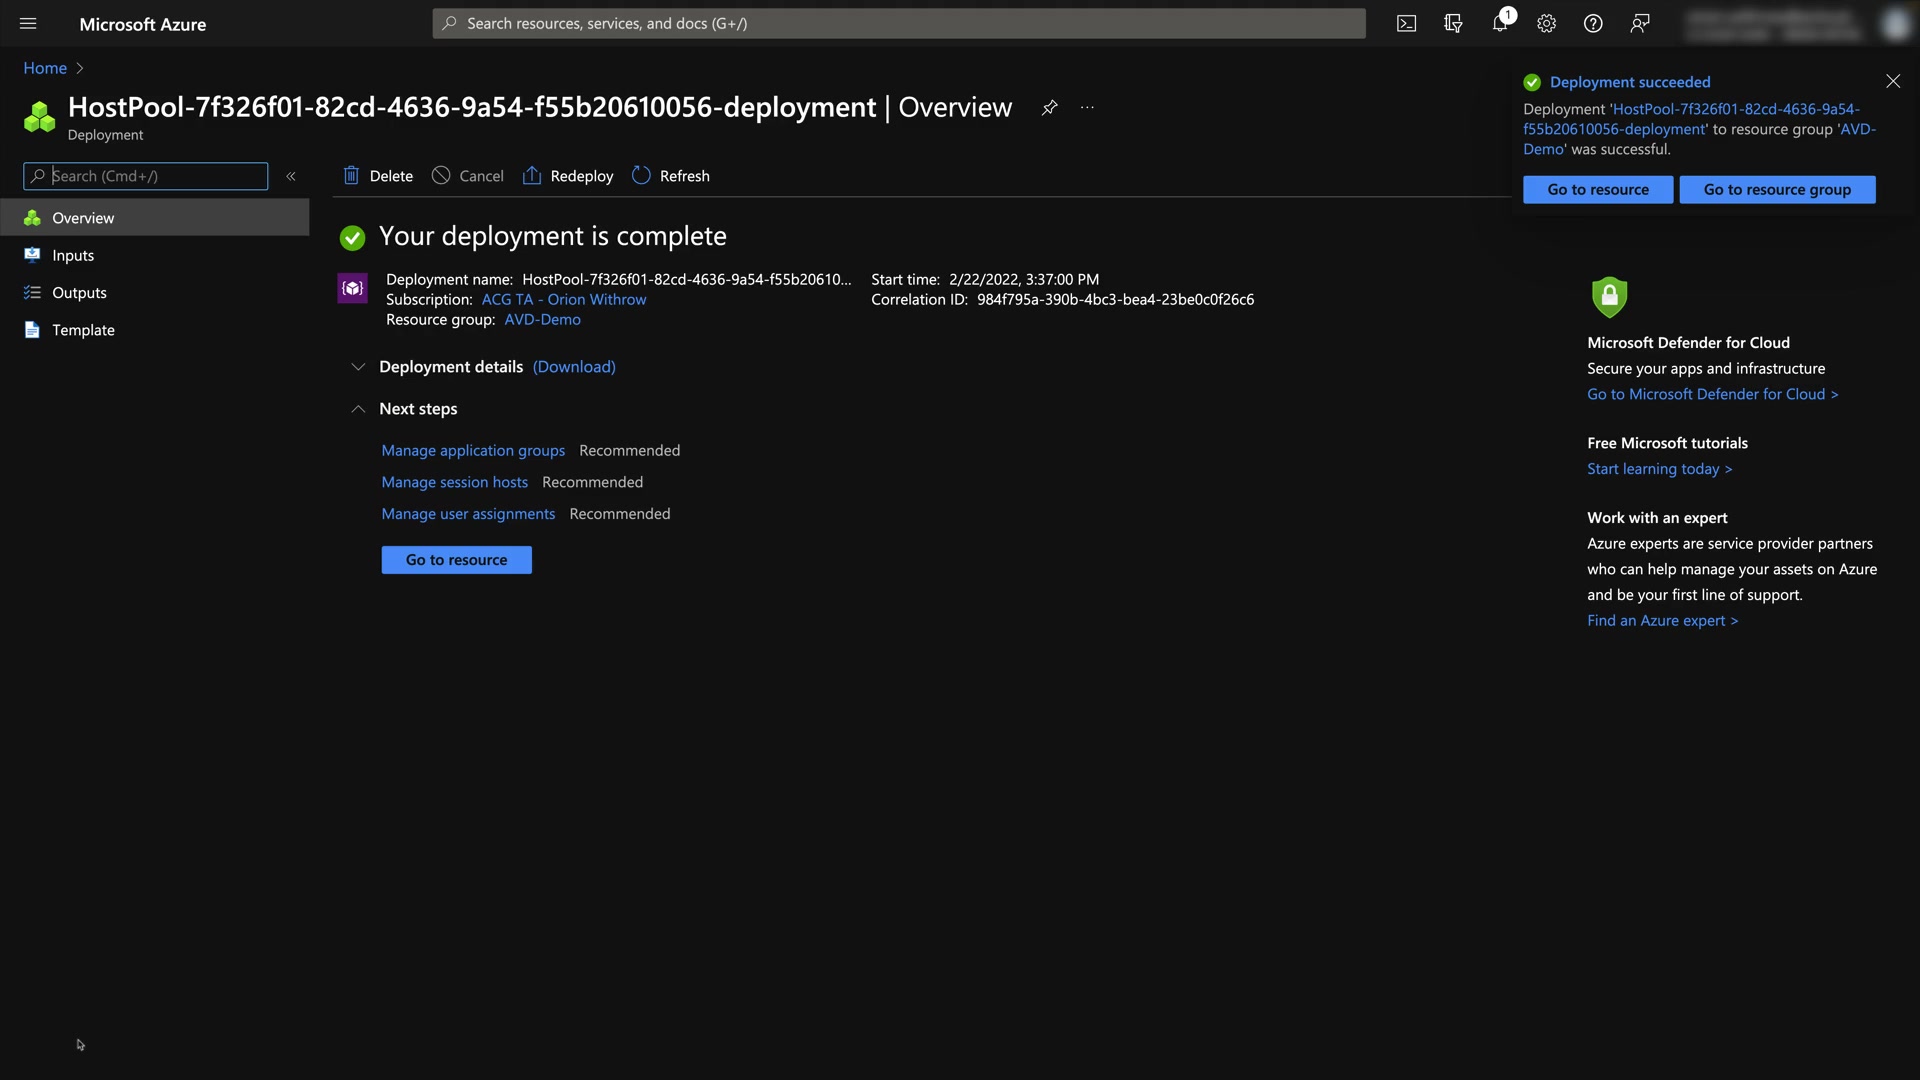 Microsoft Azure
Search resources, services, and docs (G+/)
1
Home
HostPool-7f326f01-82cd-4636-9a54-f55b20610056-deployment | Overview
Deployment
Search (Cmd+/)
Overview
Inputs
Outputs
Template
Delete
Cancel
Redeploy
Refresh
Your deployment is complete
Deployment name: HostPool-7f326f01-82cd-4636-9a54-f55b20610...
Subscription: ACG TA - Orion Withrow
Resource group: AVD-Demo
Start time: 2/22/2022, 3:37:00 PM
Correlation ID: 984f795a-390b-4bc3-bea4-23be0c0f26c6
Deployment details (Download)
Next steps
Manage application groups Recommended
Manage session hosts Recommended
Manage user assignments Recommended
Go to resource
Deployment succeeded
Deployment 'HostPool-7f326f01-82cd-4636-9a54-
f55b20610056-deployment' to resource group 'AVD-
Demo' was successful.
Go to resource
Go to resource group
Microsoft Defender for Cloud
Secure your apps and infrastructure
Go to Microsoft Defender for Cloud >
Free Microsoft tutorials
Start learning today >
Work with an expert
Azure experts are service provider partners
who can help manage your assets on Azure
and be your first line of support.
Find an Azure expert >